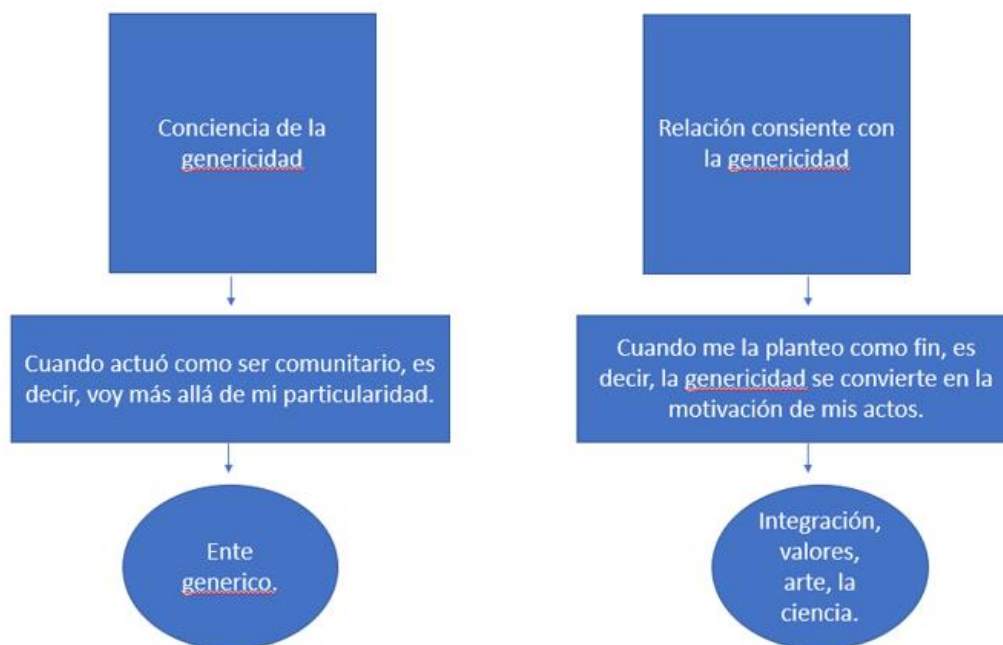 Conciencia de la
genericidad
Cuando actuó como ser comunitario, es
decir, voy más allá de mi particularidad.
Ente
generico.
Relación consiente con
la genericidad
Cuando me la planteo como fin, es
decir, la genericidad se convierte en la
motivación de mis actos.
Integración,
valores,
arte, la
ciencia.